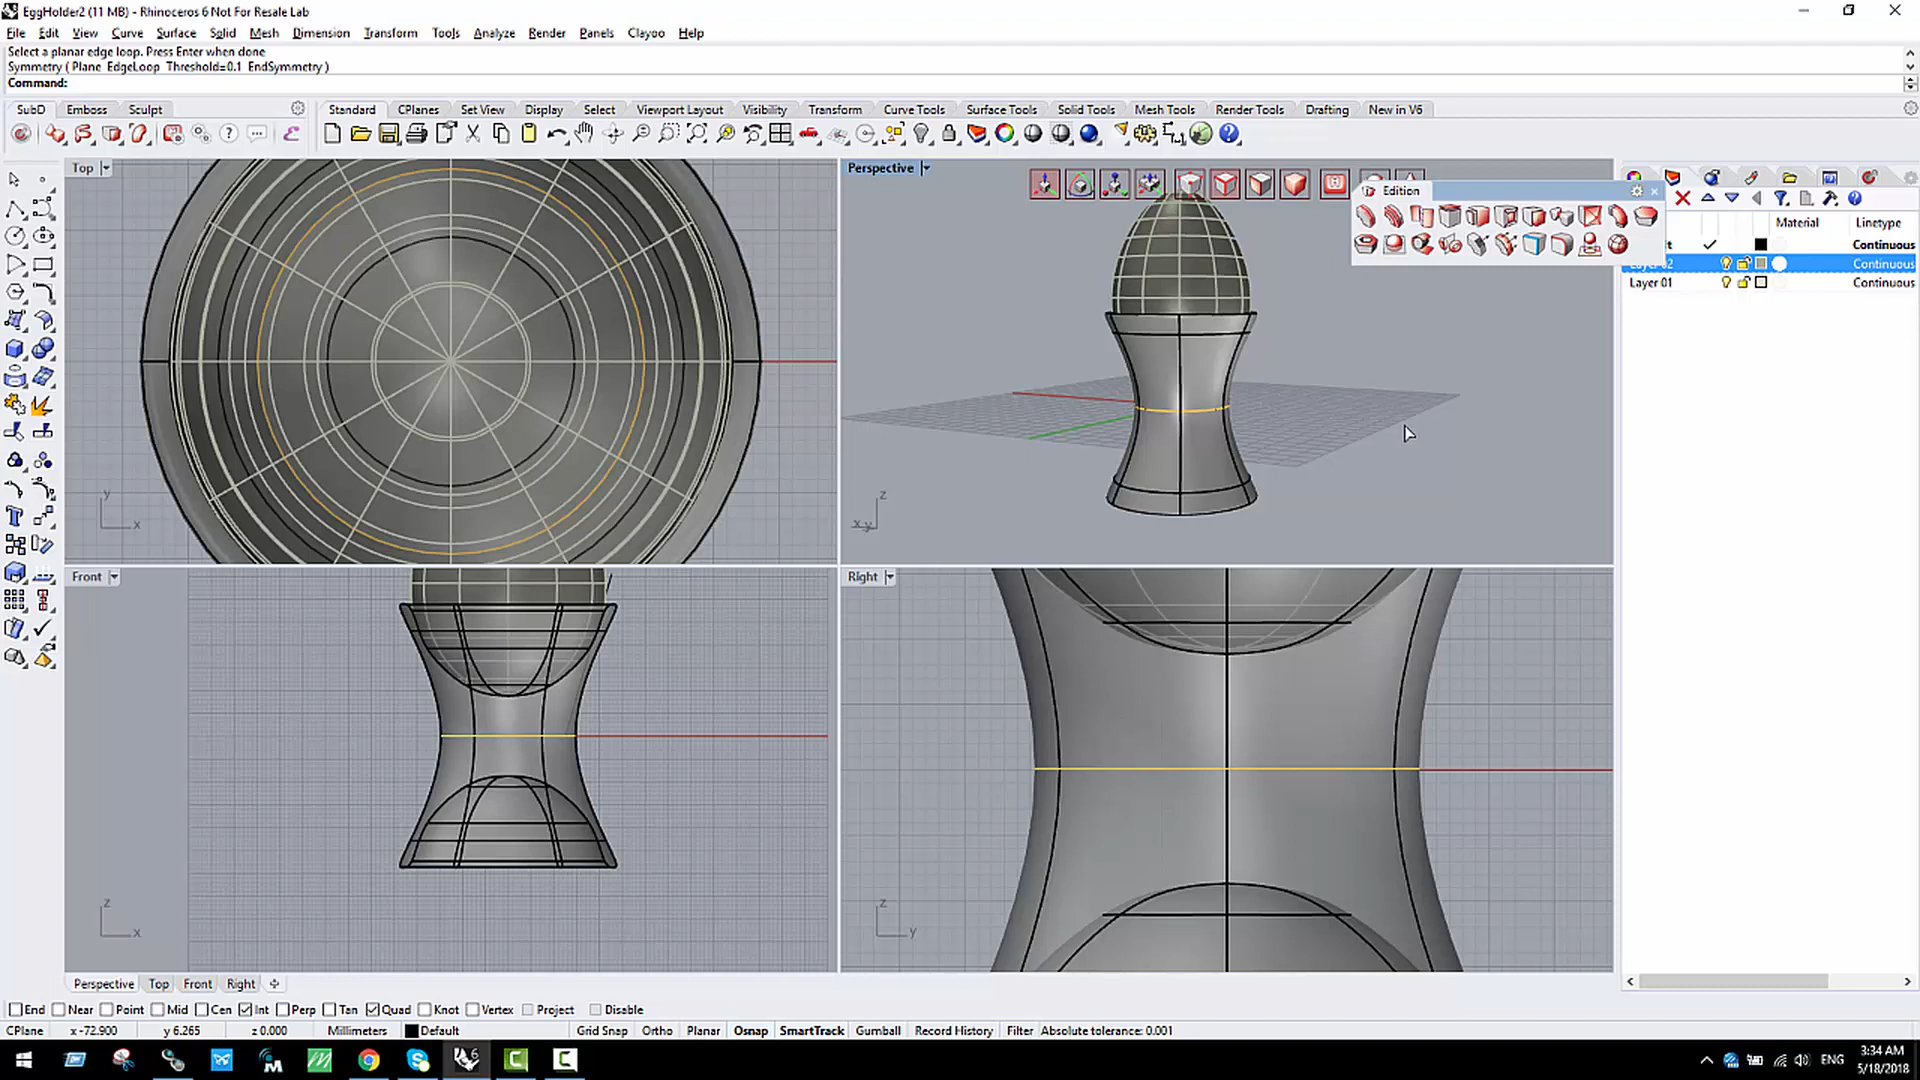 EggHolder2 (11 MB) - Rhinoceros 6 Not For Resale Lab
File Edit View Curve Surface Solid Mesh Dimension Transform Tools Analyze Render Panels Clayoo Help
Select a planar edge loop. Press Enter when done
Symmetry ( Plane EdgeLoop Threshold=0.1 EndSymmetry )
Command:
SubD Emboss Sculpt Standard CPlanes Set View Display Select Viewport Layout Visibility Transform Curve Tools Surface Tools Solid Tools Mesh Tools Render Tools Drafting New in V6
Top Perspective
Edition
Material Linetype
Continuous
Continuous
Layer 01 Continuous
y
x
z
x y
Front Right
z
x
z
y
Perspective Top Front Right
End Near Point Mid Cen Int Perp Tan Quad Knot Vertex Project Disable
CPlane x -72.900 y 6.265 z 0.000 Millimeters Default Grid Snap Ortho Planar Osnap SmartTrack Gumball Record History Filter Absolute tolerance: 0.001
ENG 3:34 AM
5/18/2018